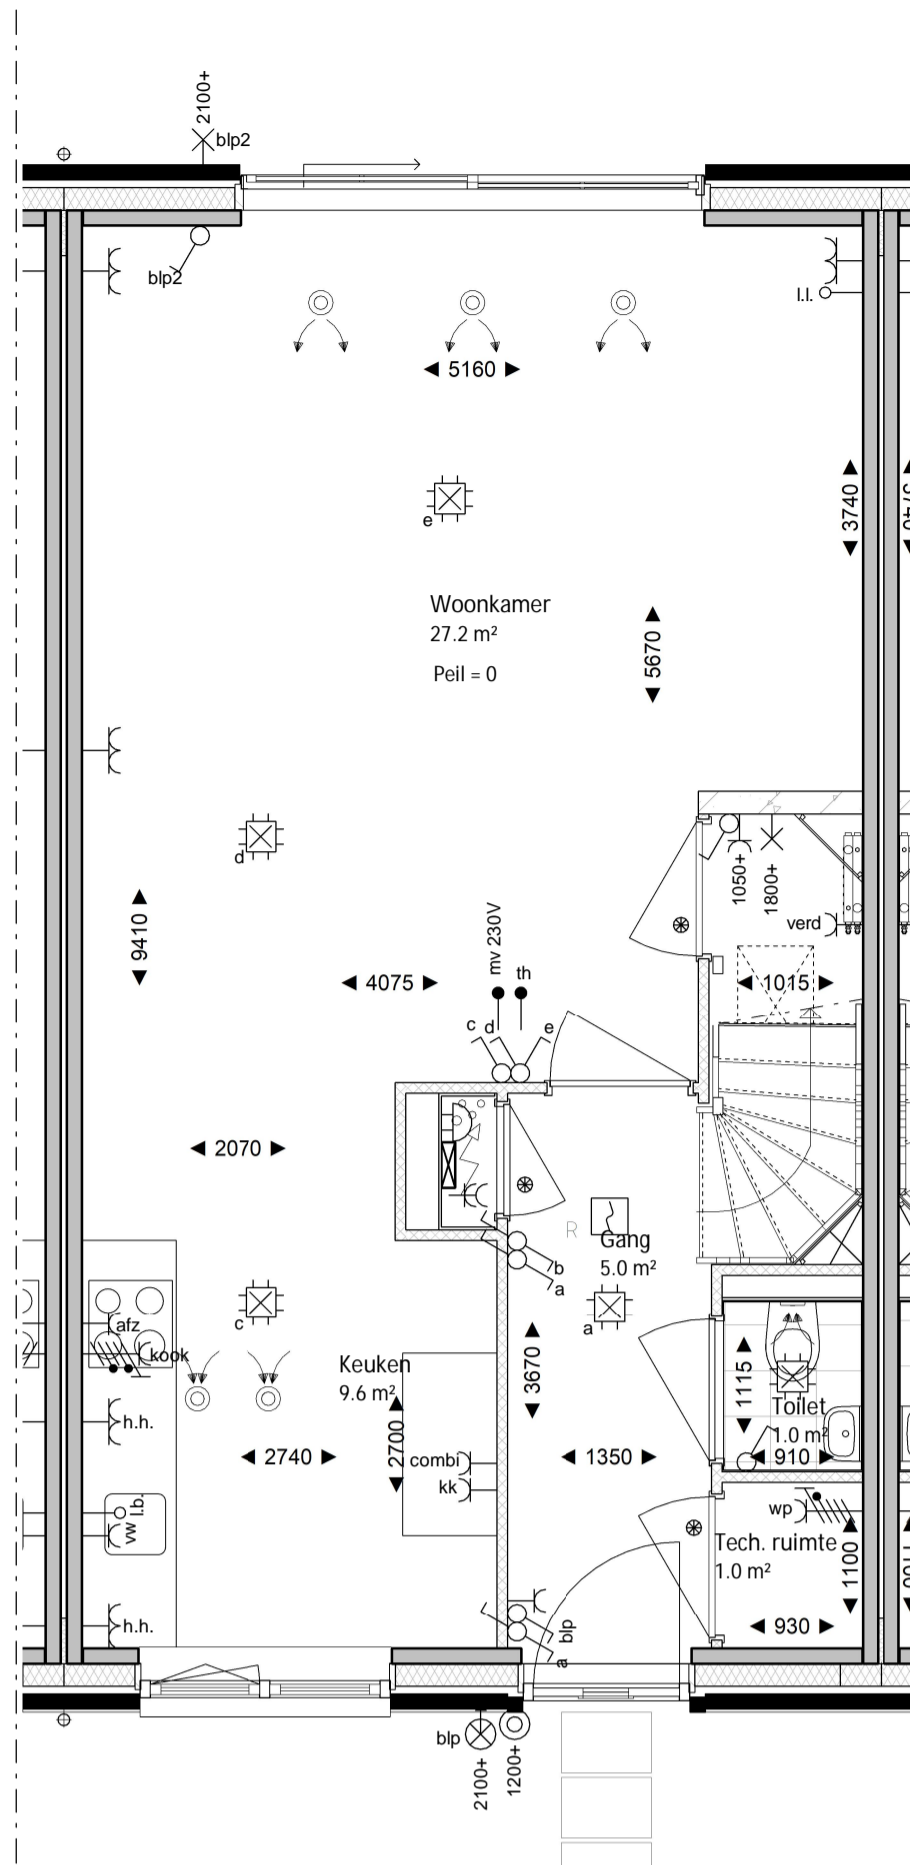 2100+
blp2
blp2
l.l.
◄ 5160 ►
◄ 3740 ►
e
Woonkamer
27.2 m²
Peil = 0
◄ 5670 ►
d
1050+
1800+
verd
◄ 9410 ►
mv 230V
th
◄ 4075 ►
◄ 1015 ►
c
d
e
◄ 2070 ►
R
Gang
5.0 m²
b
a
a
c
afz
kook
Keuken
9.6 m²
◄ 3670 ►
◄ 1115 ►
Toilet
1.0 m²
◄ 910 ►
h.h.
◄ 2740 ►
◄ 2700 ►
combi
kk
◄ 1350 ►
wp
l.b.
vw
Tech. ruimte
1.0 m²
◄ 1100 ►
◄ 930 ►
h.h.
blp
a
blp
2100+
1200+